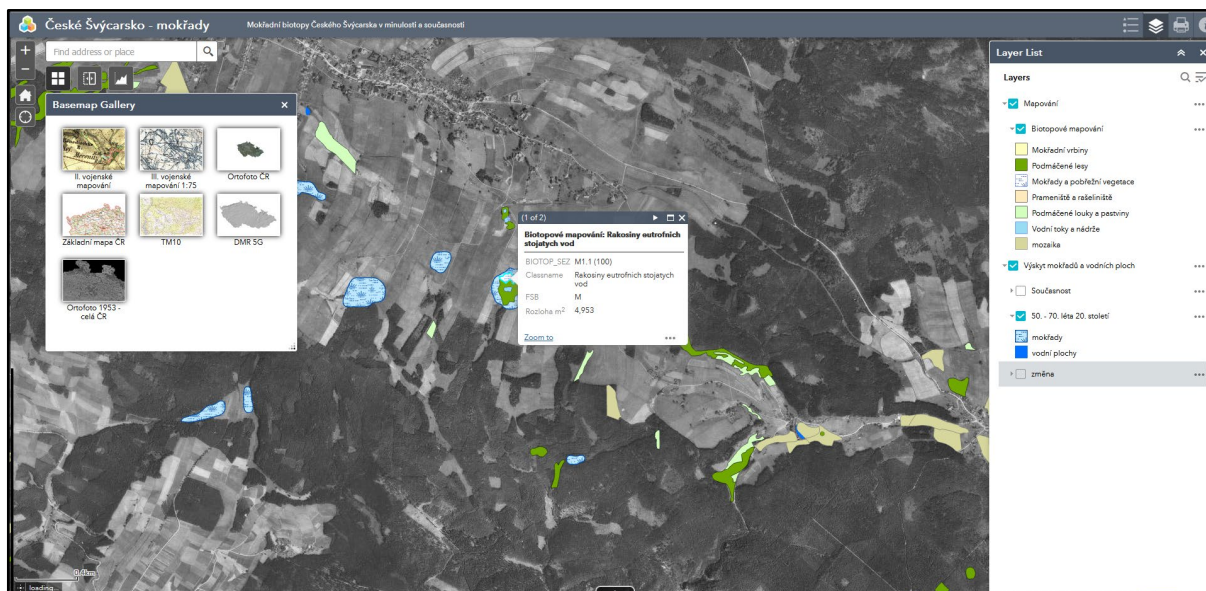 České Švýcarsko - mokřady
Mokřadní biotopy Českého Švýcarska v minulosti a současnosti
Find address or place
Basemap Gallery
II. vojenské
mapování
III. vojenské
mapování 1:75
Ortofoto ČR
Základní mapa ČR
TM10
DMR 5G
Ortofoto 1953 -
celá ČR
(1 of 2)
Biotopové mapování: Rakosiny eutrofnich
stojatych vod
BIOTOP_SEZ M1.1 (100)
Classname Rakosiny eutrofnich stojatych
vod
FSB M
Rozloha m² 4,953
Zoom to
Layer List
Layers
Mapování
Biotopové mapování
Mokřadní vrbiny
Podmáčené lesy
Mokřady a pobřežní vegetace
Prameniště a rašeliniště
Podmáčené louky a pastviny
Vodní toky a nádrže
mozaika
Výskyt mokřadů a vodních ploch
Současnost
50. - 70. léta 20. století
mokřady
vodní plochy
změna
loading...